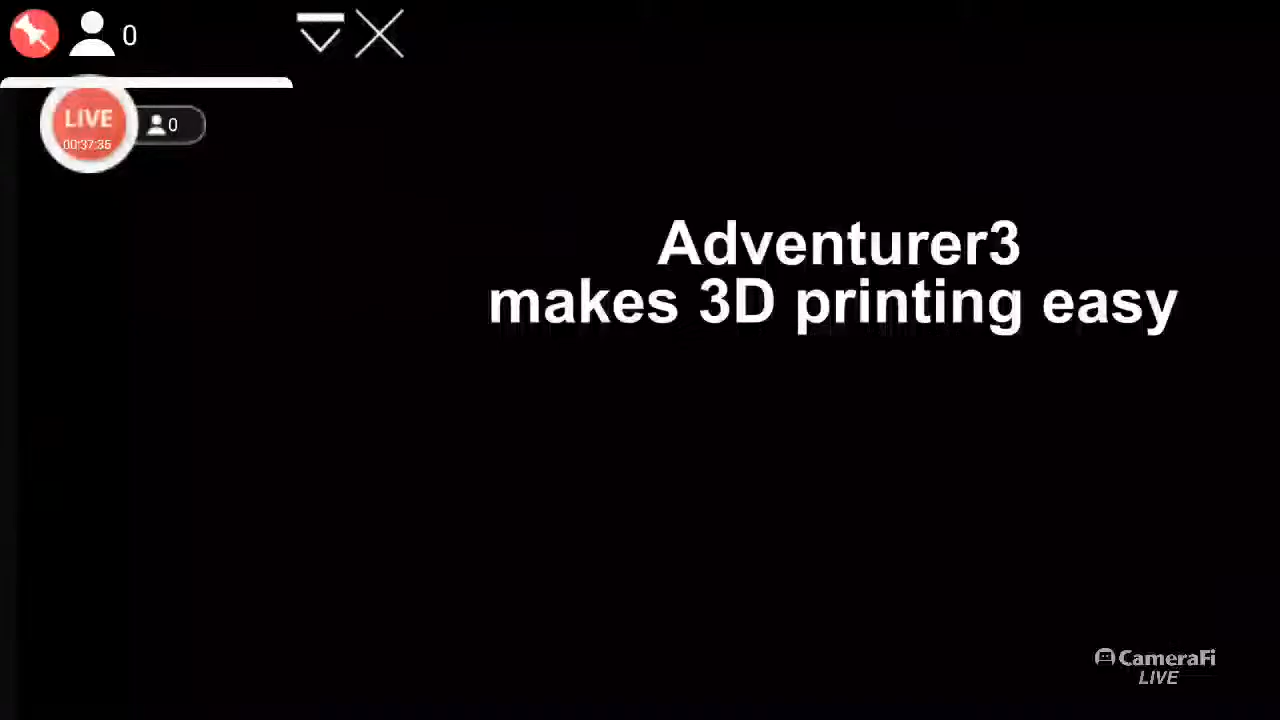 0
LIVE
00:37:35
0
Adventurer3
makes 3D printing easy
CameraFi
LIVE